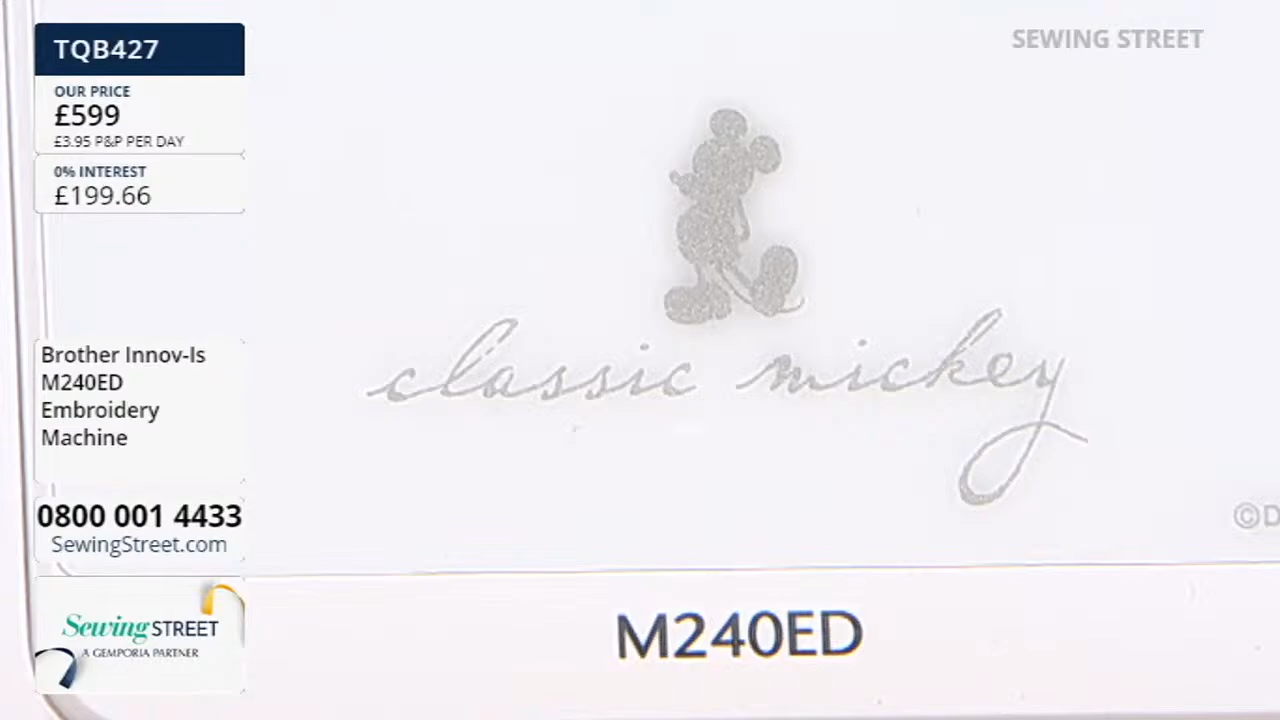 TQB427
OUR PRICE
£599
£3.95 P&P PER DAY
0% INTEREST
£199.66
Brother Innov-Is
M240ED
Embroidery
Machine
0800 001 4433
SewingStreet.com
Sewing STREET
A GEMPORIA PARTNER
SEWING STREET
classic mickey
©D
M240ED